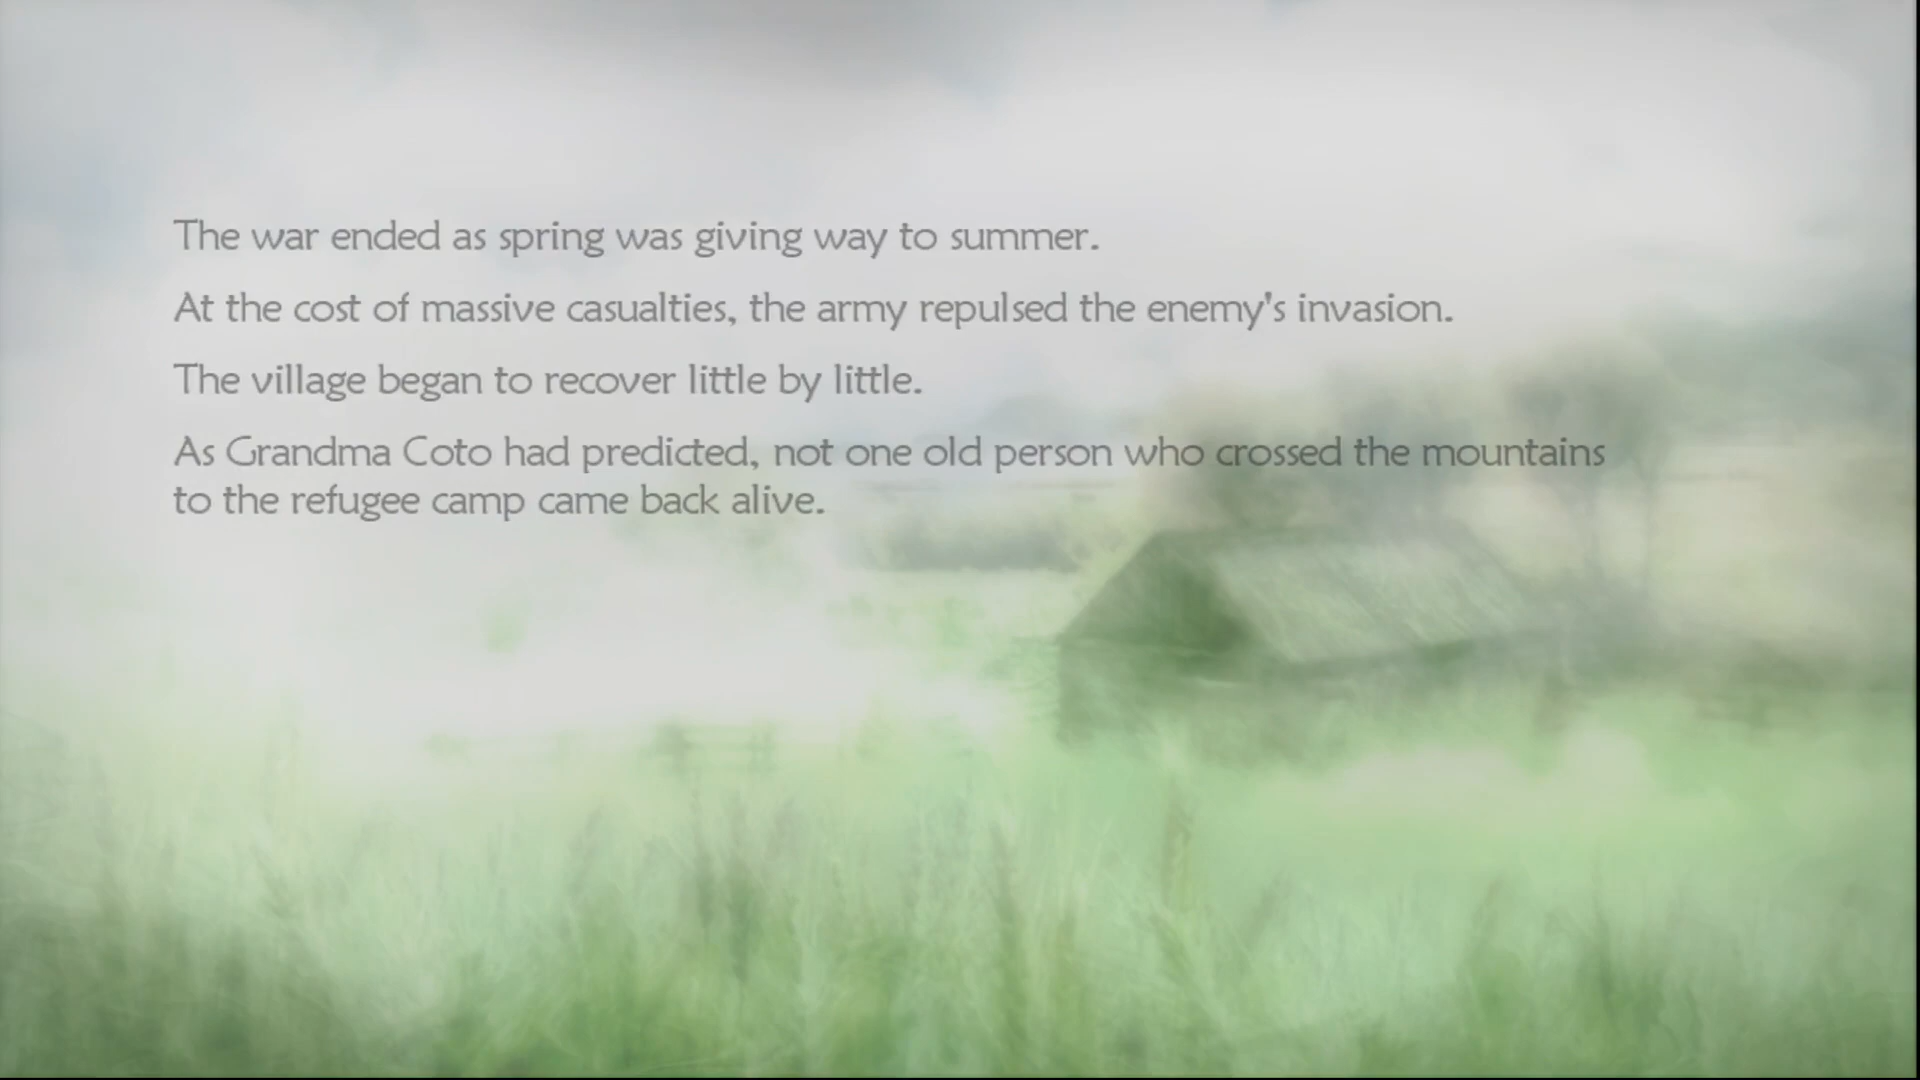 The war ended as spring was giving way to summer.
At the cost of massive casualties, the army repulsed the enemy's invasion.
The village began to recover little by little.
As Grandma Coto had predicted, not one old person who crossed the mountains
to the refugee camp came back alive.